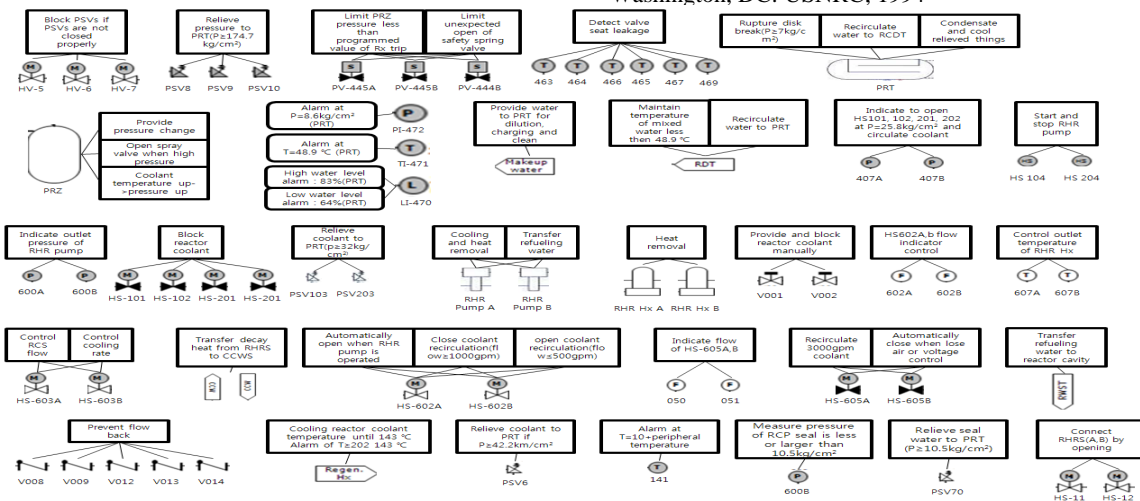 Washington, DC: USNRC, 1994
Block PSVs if
PSVs are not
closed
properly
Relieve
pressure to
PRT(P≥174.7
kg/cm²)
Limit PRZ
pressure less
than
programmed
value of Rx trip
Limit
unexpected
open of
safety spring
valve
Detect valve
seat leakage
Rupture disk
break(P≥7kg/c
m²)
Recirculate
water to RCDT
Condensate
and cool
relieved things
M M M
S S S
T T T T T T
HV-5 HV-6 HV-7
PSV8 PSV9 PSV10
PV-445A PV-445B PV-444B
463 464 466 465 467 469
PRT
Provide
pressure change
Open spray
valve when high
pressure
Coolant
temperature up-
>pressure up
PRZ
Alarm at
P=8.6kg/cm²
(PRT)
P
PI-472
Alarm at
T=48.9 ℃ (PRT)
T
TI-471
High water level
alarm : 83%(PRT)
Low water level
alarm : 64%(PRT)
L
LI-470
Provide water
to PRT for
dilution,
charging and
clean
Makeup
water
Maintain
temperature
of mixed
water less
then 48.9 ℃
Recirculate
water to PRT
RDT
Indicate to open
HS101, 102, 201, 202
at P=25.8kg/cm² and
circulate coolant
P P
407A 407B
Start and
stop RHR
pump
HS HS
HS 104 HS 204
Indicate outlet
pressure of
RHR pump
P P
600A 600B
Block
reactor
coolant
M M M M
HS-101 HS-102 HS-201 HS-201
Relieve
coolant to
PRT(p≥32kg/
cm²)
PSV103 PSV203
Cooling
and heat
removal
Transfer
refueling
water
RHR
Pump A
RHR
Pump B
Heat
removal
RHR Hx A RHR Hx B
Provide and block
reactor coolant
manually
V001 V002
HS602A,b flow
indicator
control
F F
602A 602B
Control outlet
temperature
of RHR Hx
T T
607A 607B
Control
RCS
flow
Control
cooling
rate
M M
HS-603A HS-603B
Transfer decay
heat from RHRS
to CCWS
CCW
Automatically
open when RHR
pump is
operated
Close coolant
recirculation(fl
ow≥1000gpm)
open coolant
recirculation(flo
w≤500gpm)
M M
HS-602A HS-602B
Indicate flow
of HS-605A,B
F F
050 051
Recirculate
3000gpm
coolant
Automatically
close when lose
air or voltage
control
M M
HS-605A HS-605B
Transfer
refueling
water to
reactor cavity
RWST
Prevent flow
back
V008 V009 V012 V013 V014
Cooling reactor coolant
temperature until 143 ℃
Alarm of T≥202 143 ℃
Regen.
Hx
Relieve coolant to
PRT if
P≥42.2km/cm²
PSV6
Alarm at
T=10+peripheral
temperature
T
141
Measure pressure
of RCP seal is less
or larger than
10.5kg/cm²
P
600B
Relieve seal
water to PRT
(P≥10.5kg/cm²)
PSV70
Connect
RHRS(A,B) by
opening
M M
HS-11 HS-12